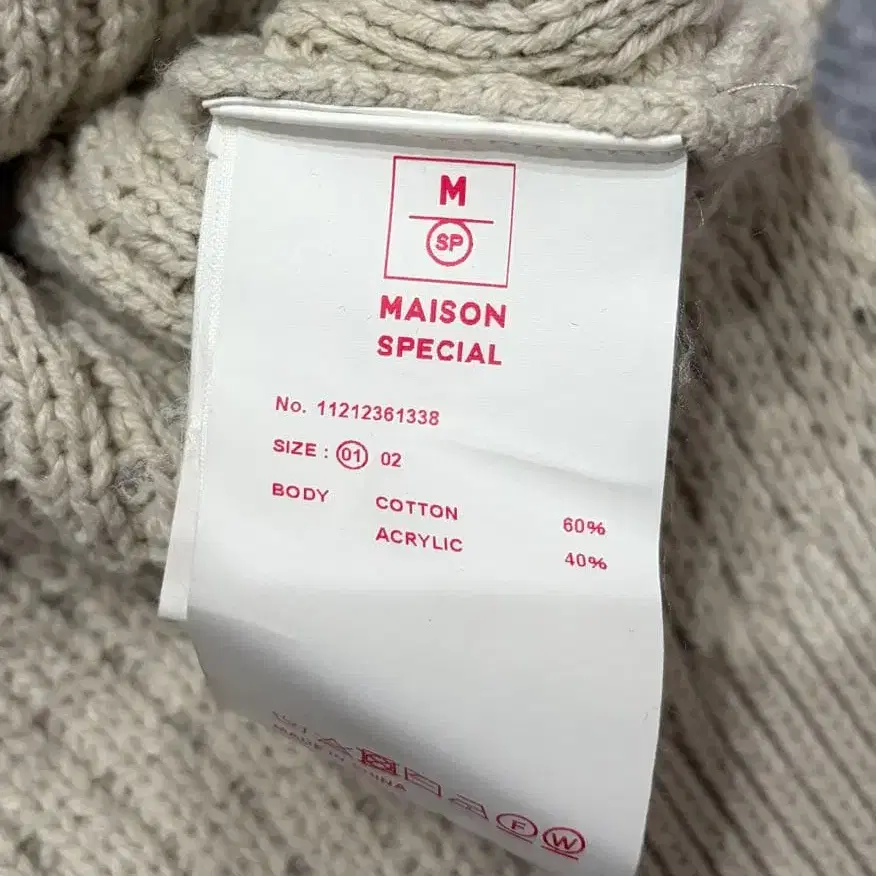 M
SP
MAISON
SPECIAL
No. 11212361338
SIZE : 01 02
BODY COTTON 60%
ACRYLIC 40%
MADE IN CHINA
F W